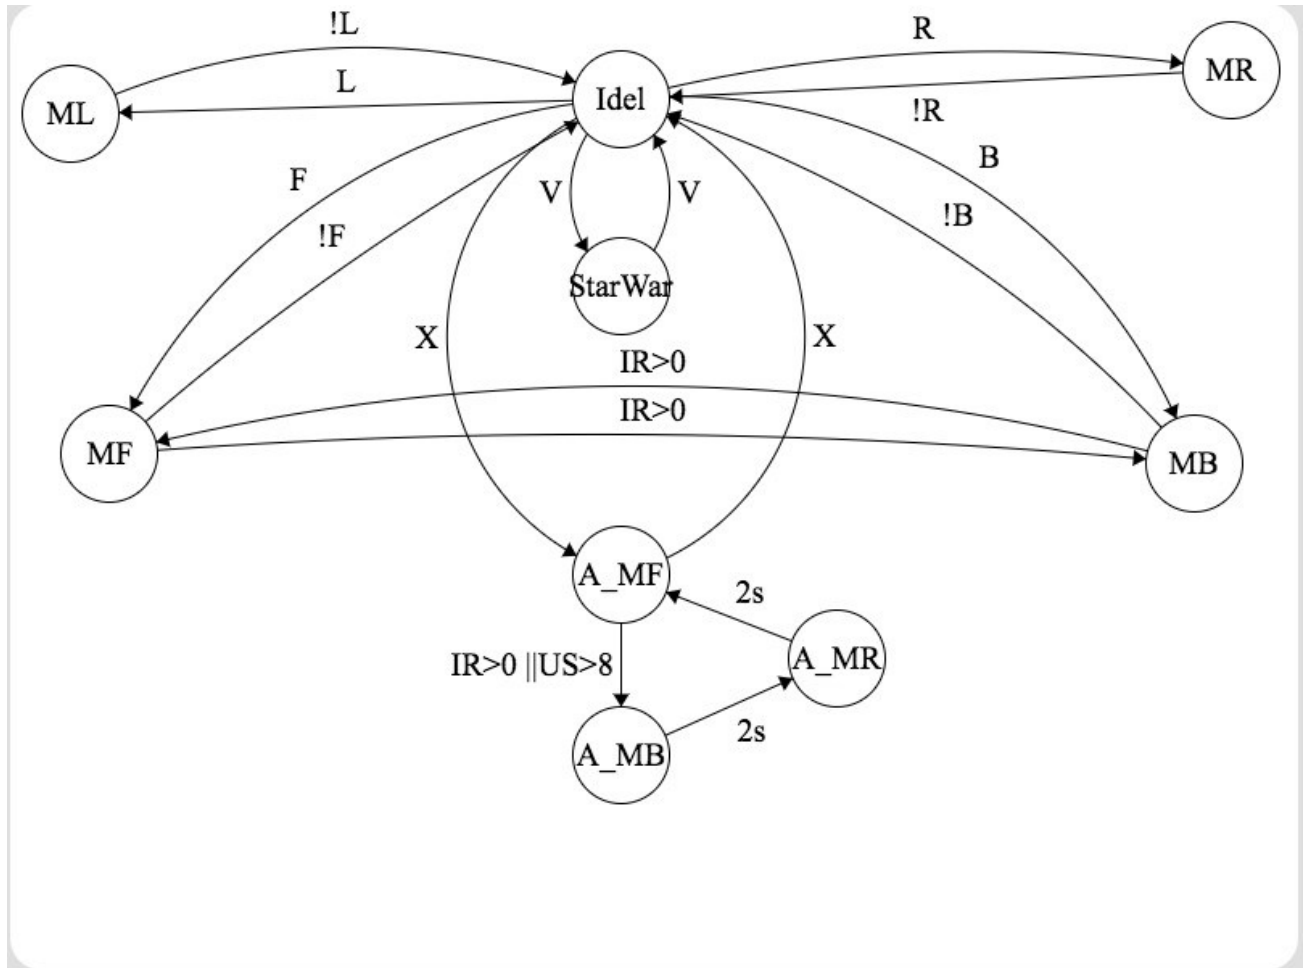 !L
R
L
ML
Idel
MR
!R
F
B
V
V
!F
!B
StarWar
X
X
IR>0
IR>0
MF
MB
A_MF
2s
IR>0 ||US>8
A_MR
2s
A_MB